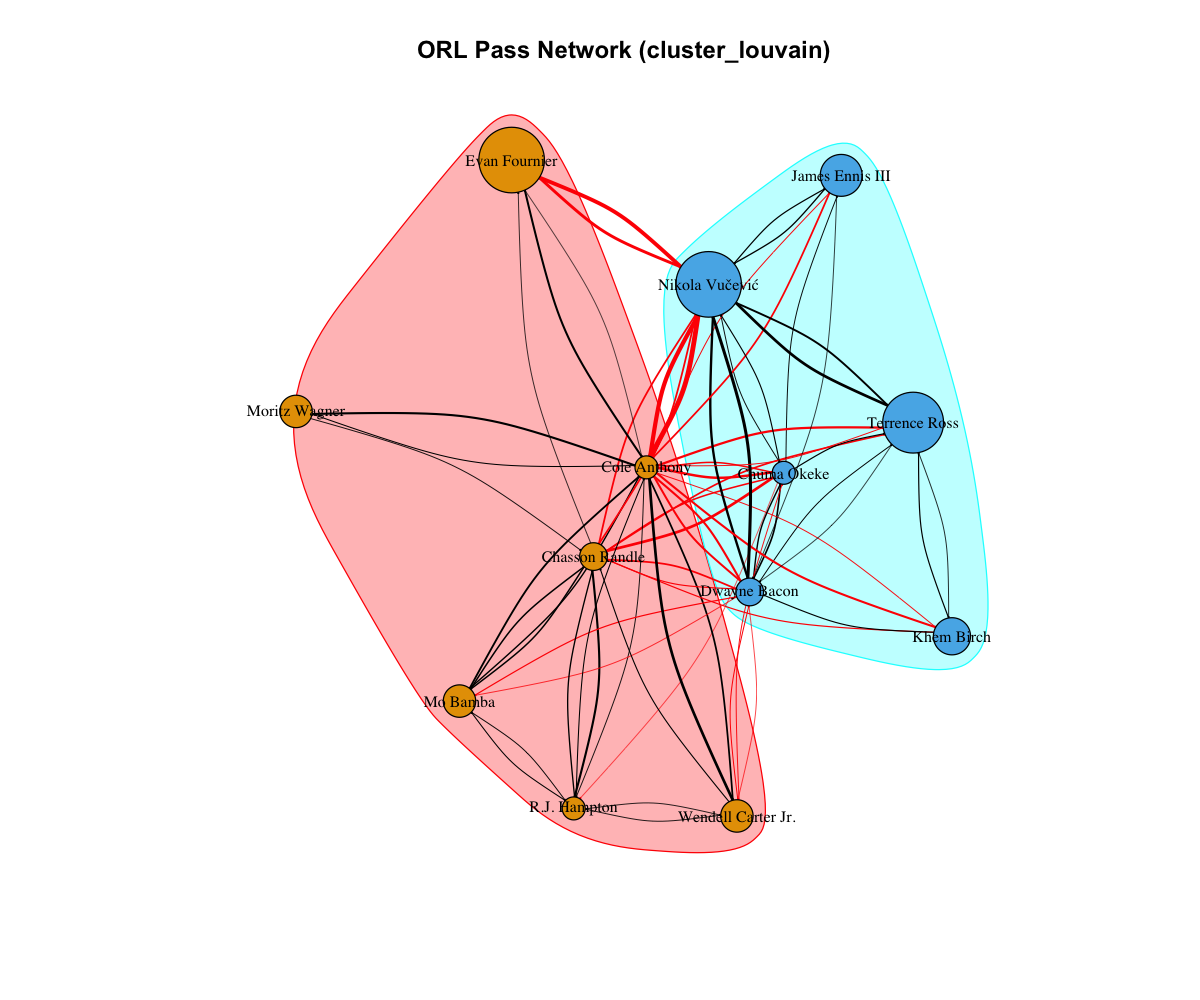 ORL Pass Network (cluster_louvain)
Evan Fournier
James Ennis III
Nikola Vučević
Moritz Wagner
Terrence Ross
Cole Anthony
Chuma Okeke
Chasson Randle
Dwayne Bacon
Khem Birch
Mo Bamba
R.J. Hampton
Wendell Carter Jr.